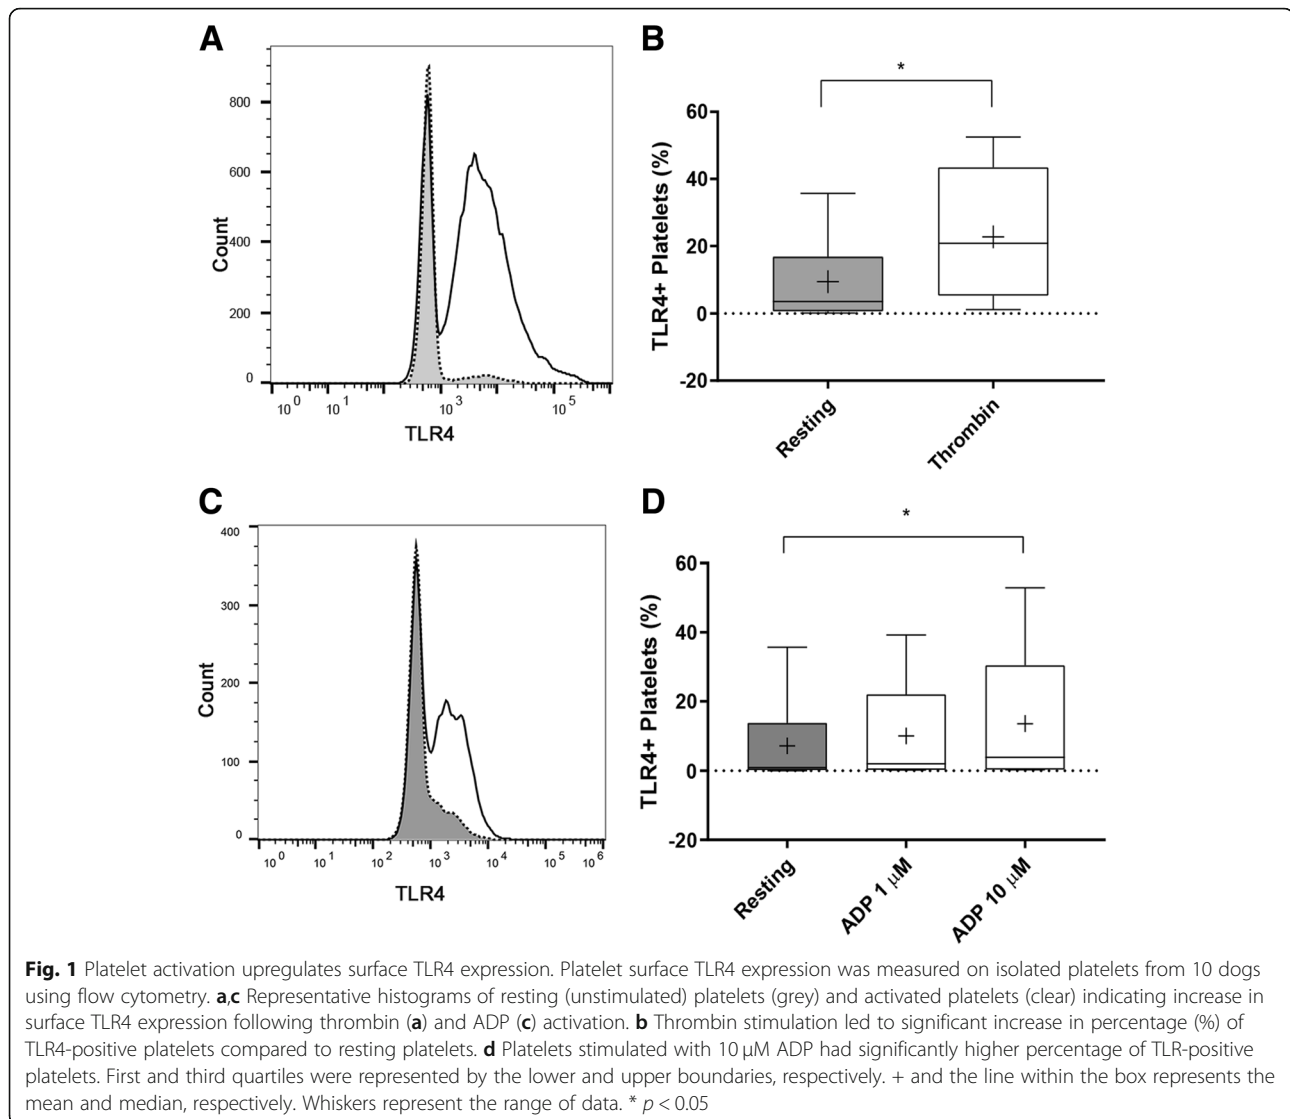 A
Count
800
600
400
200
0
10^0 10^1 10^3 10^5
TLR4
B
*
TLR4+ Platelets (%)
60
40
20
0
-20
Resting
Thrombin
C
Count
400
300
200
100
0
10^0 10^1 10^2 10^3 10^4 10^5 10^6
TLR4
D
*
TLR4+ Platelets (%)
60
40
20
0
-20
Resting
ADP 1 μM
ADP 10 μM
Fig. 1 Platelet activation upregulates surface TLR4 expression. Platelet surface TLR4 expression was measured on isolated platelets from 10 dogs
using flow cytometry. a,c Representative histograms of resting (unstimulated) platelets (grey) and activated platelets (clear) indicating increase in
surface TLR4 expression following thrombin (a) and ADP (c) activation. b Thrombin stimulation led to significant increase in percentage (%) of
TLR4-positive platelets compared to resting platelets. d Platelets stimulated with 10 μM ADP had significantly higher percentage of TLR-positive
platelets. First and third quartiles were represented by the lower and upper boundaries, respectively. + and the line within the box represents the
mean and median, respectively. Whiskers represent the range of data. * p < 0.05